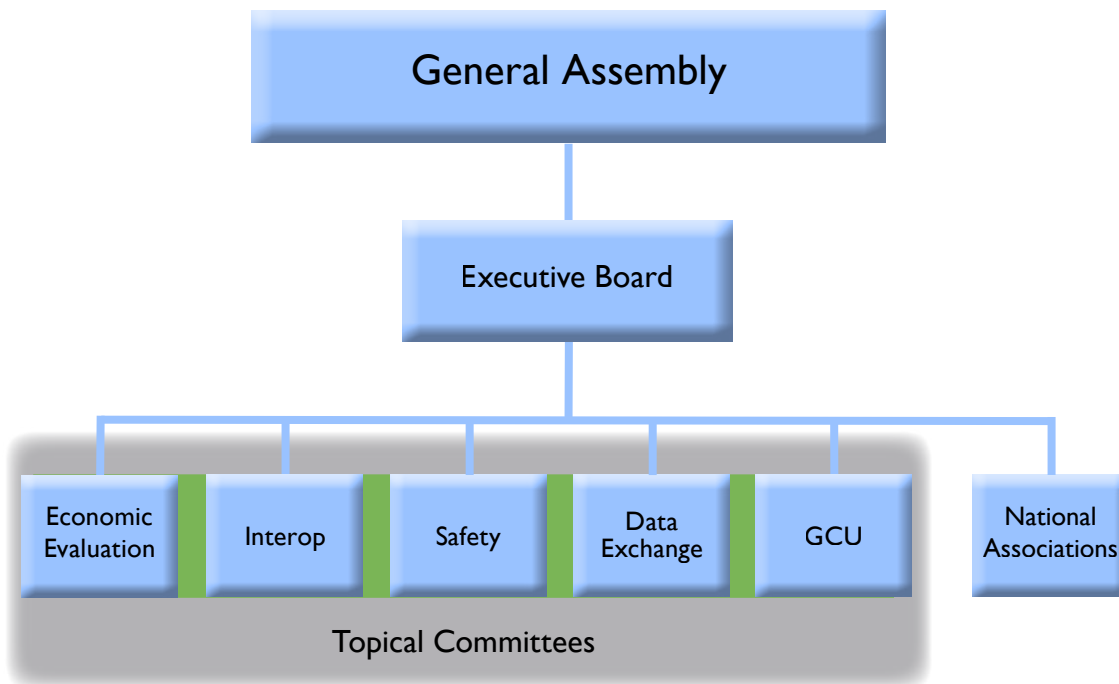 General Assembly
Executive Board
Economic
Evaluation
Interop
Safety
Data
Exchange
GCU
National
Associations
Topical Committees